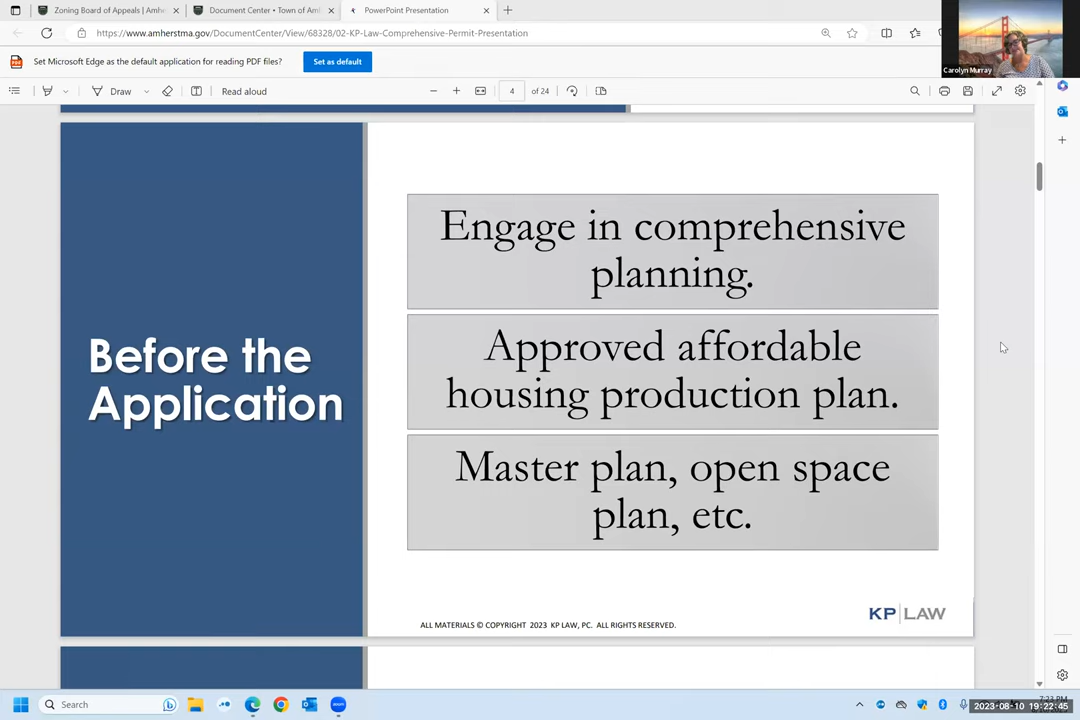 Zoning Board of Appeals | Amhe
Document Center • Town of Am
PowerPoint Presentation
https://www.amherstma.gov/DocumentCenter/View/68328/02-KP-Law-Comprehensive-Permit-Presentation
Carolyn Murray
Set Microsoft Edge as the default application for reading PDF files?
Set as default
Draw
Read aloud
4
of 24
Before the
Application
Engage in comprehensive
planning.
Approved affordable
housing production plan.
Master plan, open space
plan, etc.
KP LAW
ALL MATERIALS © COPYRIGHT 2023 KP LAW, PC. ALL RIGHTS RESERVED.
Search
7:23 PM
2023-08-10 19:22:45